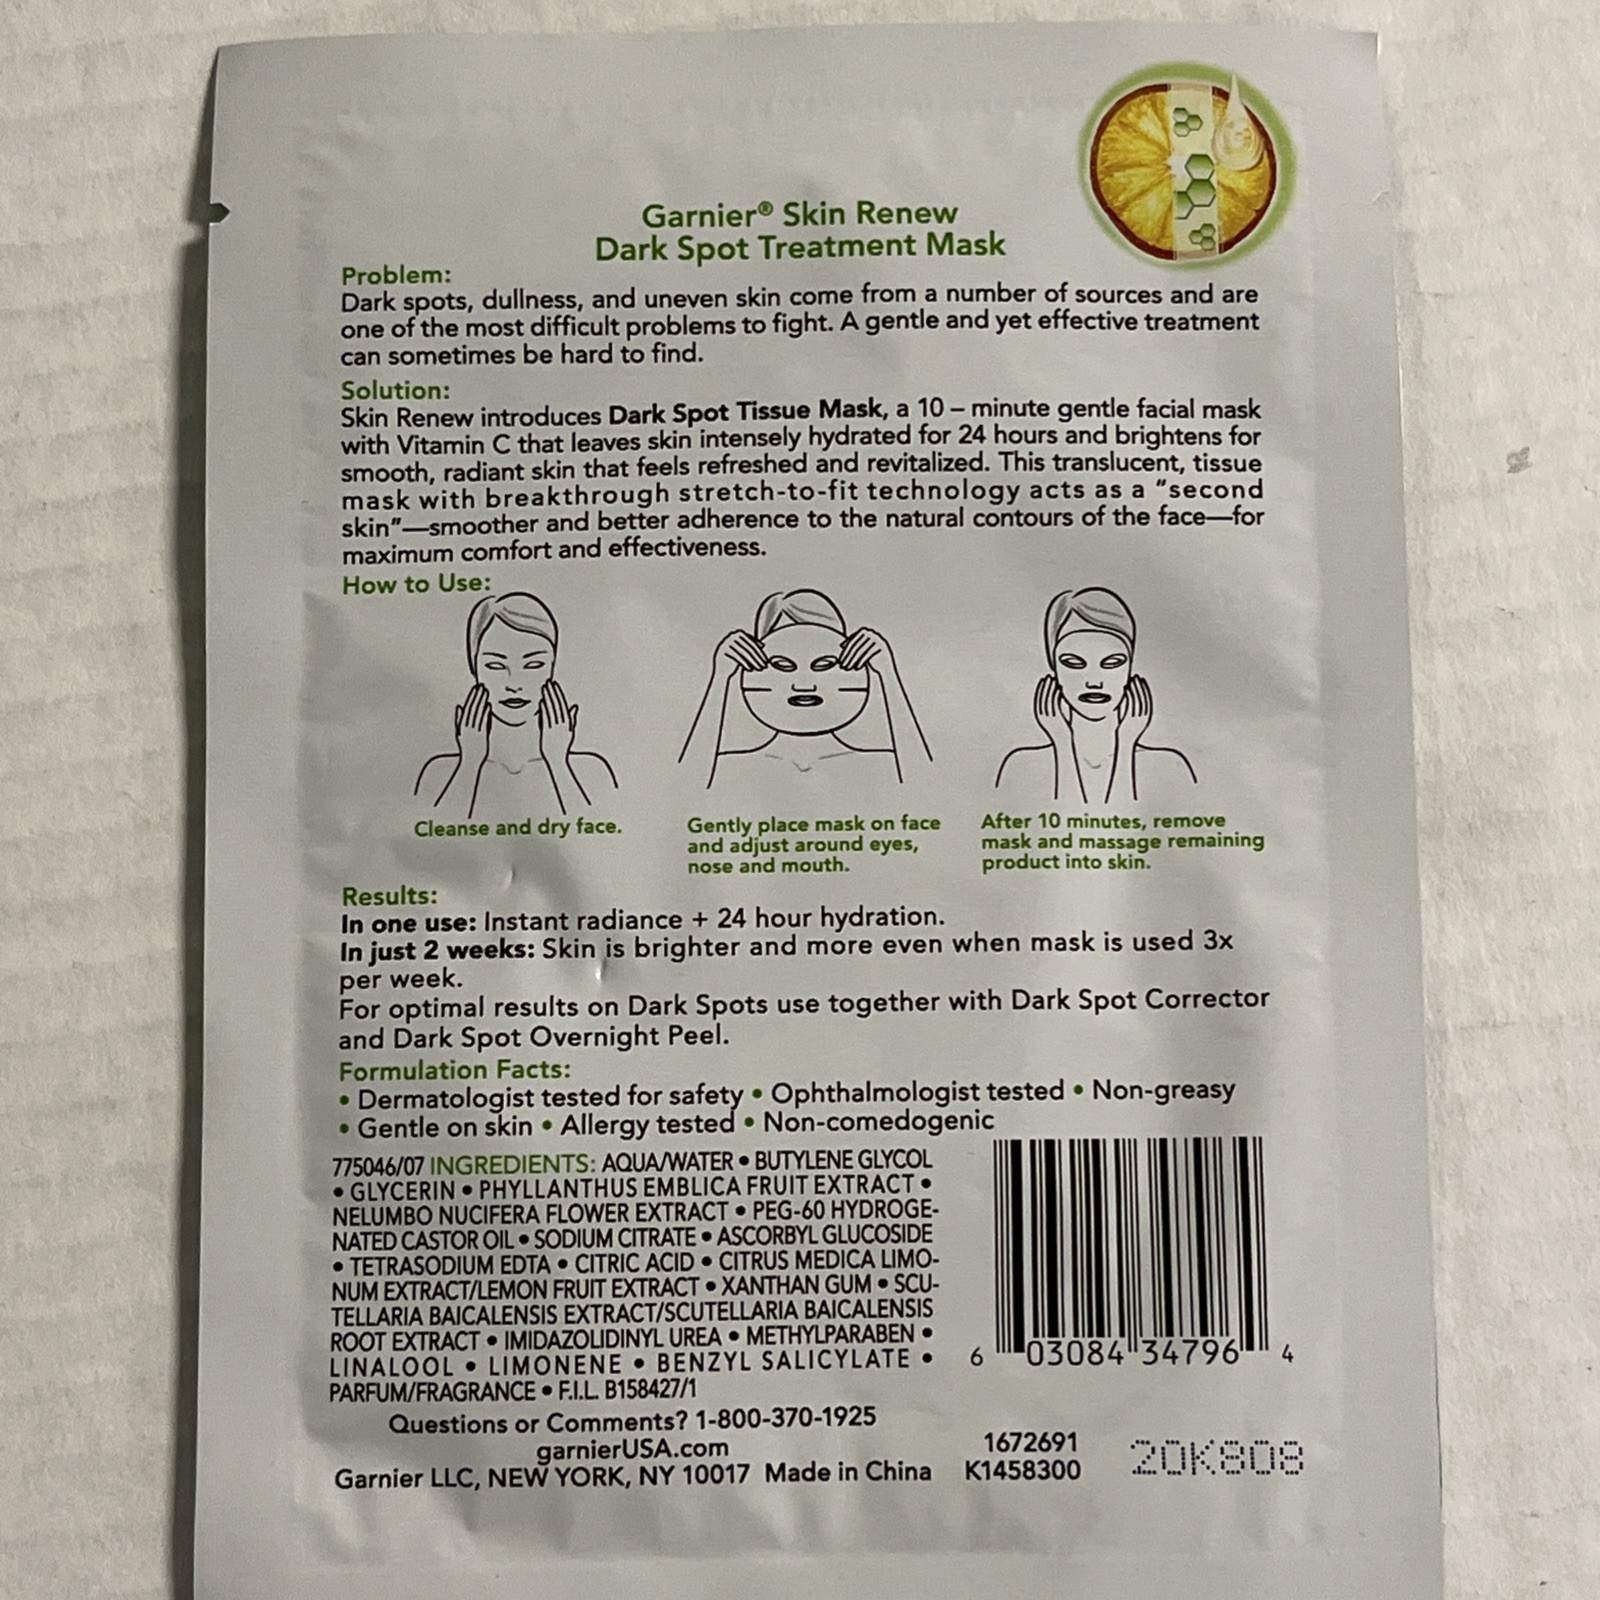 Garnier® Skin Renew
Dark Spot Treatment Mask
Problem:
Dark spots, dullness, and uneven skin come from a number of sources and are
one of the most difficult problems to fight. A gentle and yet effective treatment
can sometimes be hard to find.
Solution:
Skin Renew introduces Dark Spot Tissue Mask, a 10 – minute gentle facial mask
with Vitamin C that leaves skin intensely hydrated for 24 hours and brightens for
smooth, radiant skin that feels refreshed and revitalized. This translucent, tissue
mask with breakthrough stretch-to-fit technology acts as a "second
skin"—smoother and better adherence to the natural contours of the face—for
maximum comfort and effectiveness.
How to Use:
Cleanse and dry face.
Gently place mask on face
and adjust around eyes,
nose and mouth.
After 10 minutes, remove
mask and massage remaining
product into skin.
Results:
In one use: Instant radiance + 24 hour hydration.
In just 2 weeks: Skin is brighter and more even when mask is used 3x
per week.
For optimal results on Dark Spots use together with Dark Spot Corrector
and Dark Spot Overnight Peel.
Formulation Facts:
• Dermatologist tested for safety • Ophthalmologist tested • Non-greasy
• Gentle on skin • Allergy tested • Non-comedogenic
775046/07 INGREDIENTS: AQUA/WATER • BUTYLENE GLYCOL
• GLYCERIN • PHYLLANTHUS EMBLICA FRUIT EXTRACT •
NELUMBO NUCIFERA FLOWER EXTRACT • PEG-60 HYDROGE-
NATED CASTOR OIL • SODIUM CITRATE • ASCORBYL GLUCOSIDE
• TETRASODIUM EDTA • CITRIC ACID • CITRUS MEDICA LIMO-
NUM EXTRACT/LEMON FRUIT EXTRACT • XANTHAN GUM • SCU-
TELLARIA BAICALENSIS EXTRACT/SCUTELLARIA BAICALENSIS
ROOT EXTRACT • IMIDAZOLIDINYL UREA • METHYLPARABEN •
LINALOOL • LIMONENE • BENZYL SALICYLATE •
PARFUM/FRAGRANCE • F.I.L. B158427/1
6 03084 34796 4
Questions or Comments? 1-800-370-1925
garnierUSA.com
Garnier LLC, NEW YORK, NY 10017 Made in China
1672691
K1458300
20K808